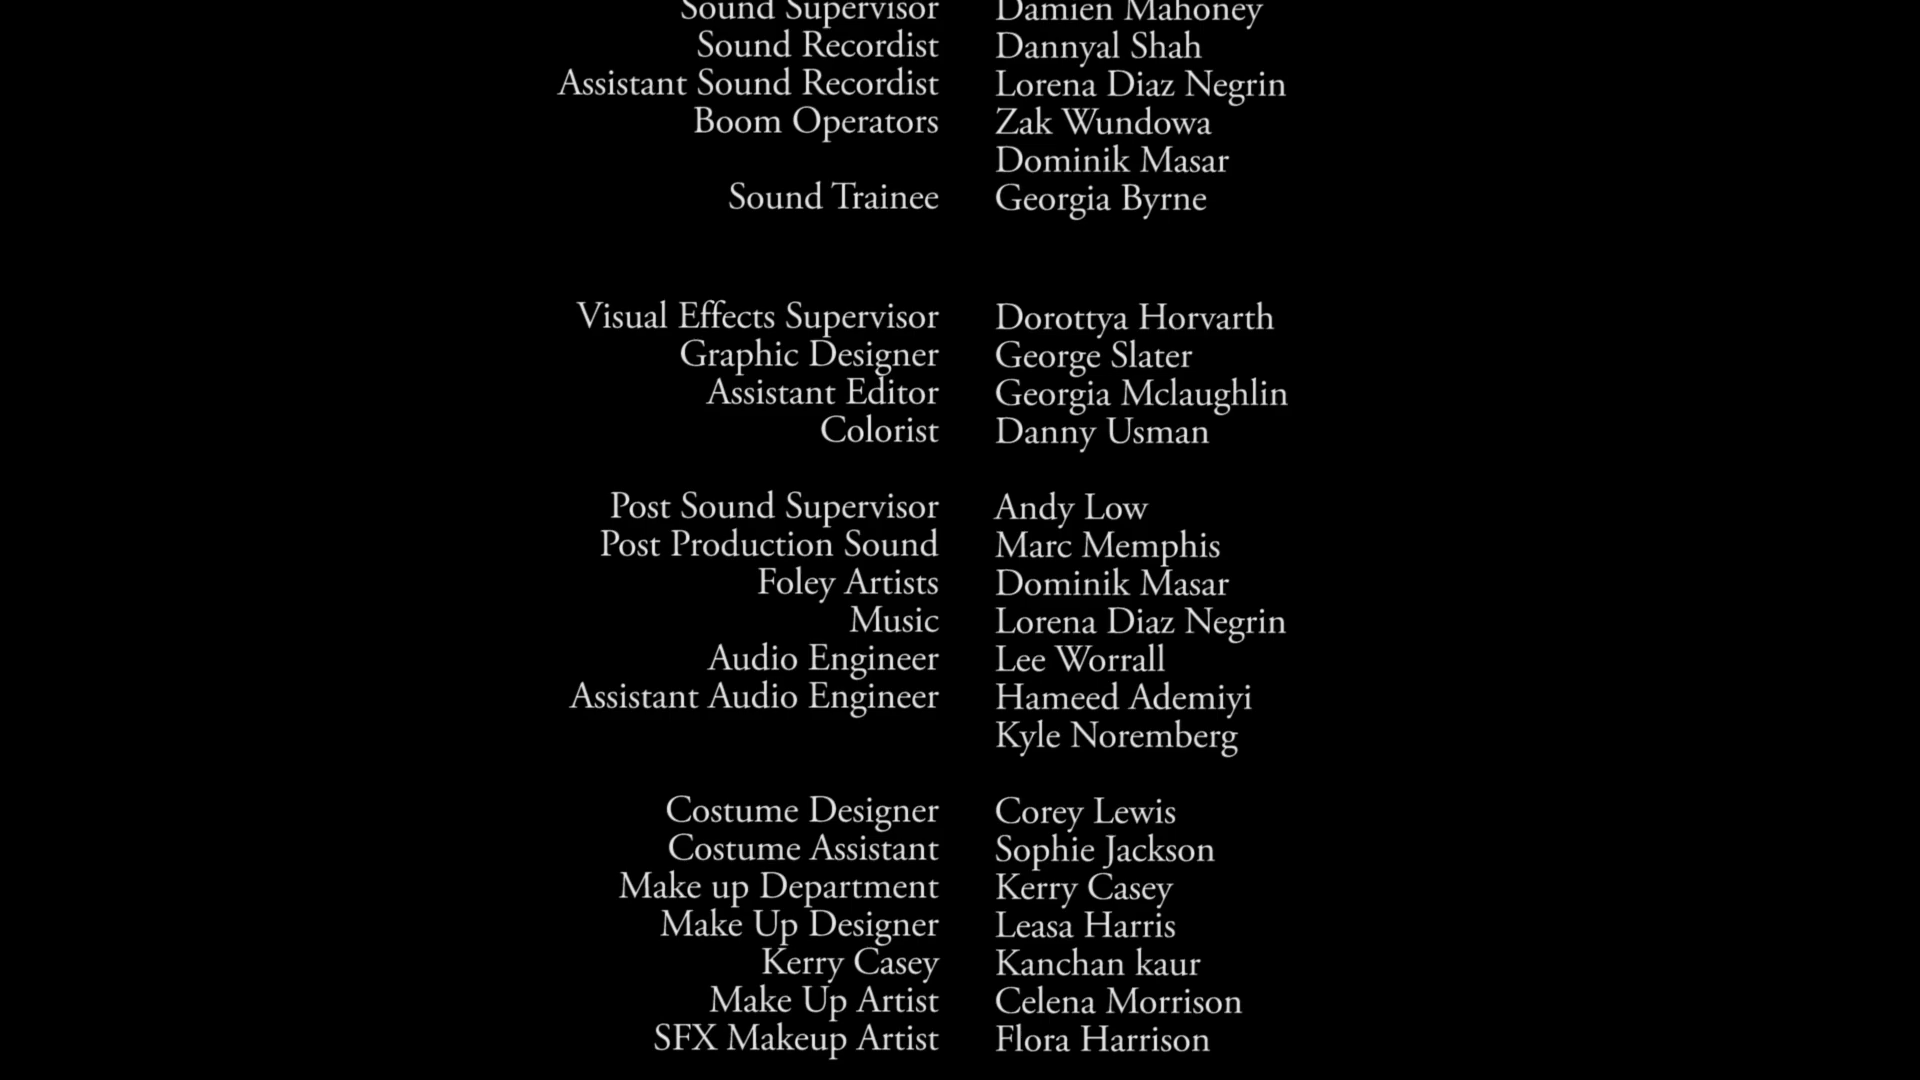 Sound Supervisor Damien Mahoney
Sound Recordist Dannyal Shah
Assistant Sound Recordist Lorena Diaz Negrin
Boom Operators Zak Wundowa
Dominik Masar
Sound Trainee Georgia Byrne
Visual Effects Supervisor Dorottya Horvarth
Graphic Designer George Slater
Assistant Editor Georgia Mclaughlin
Colorist Danny Usman
Post Sound Supervisor Andy Low
Post Production Sound Marc Memphis
Foley Artists Dominik Masar
Music Lorena Diaz Negrin
Audio Engineer Lee Worrall
Assistant Audio Engineer Hameed Ademiyi
Kyle Noremberg
Costume Designer Corey Lewis
Costume Assistant Sophie Jackson
Make up Department Kerry Casey
Make Up Designer Leasa Harris
Kerry Casey Kanchan kaur
Make Up Artist Celena Morrison
SFX Makeup Artist Flora Harrison